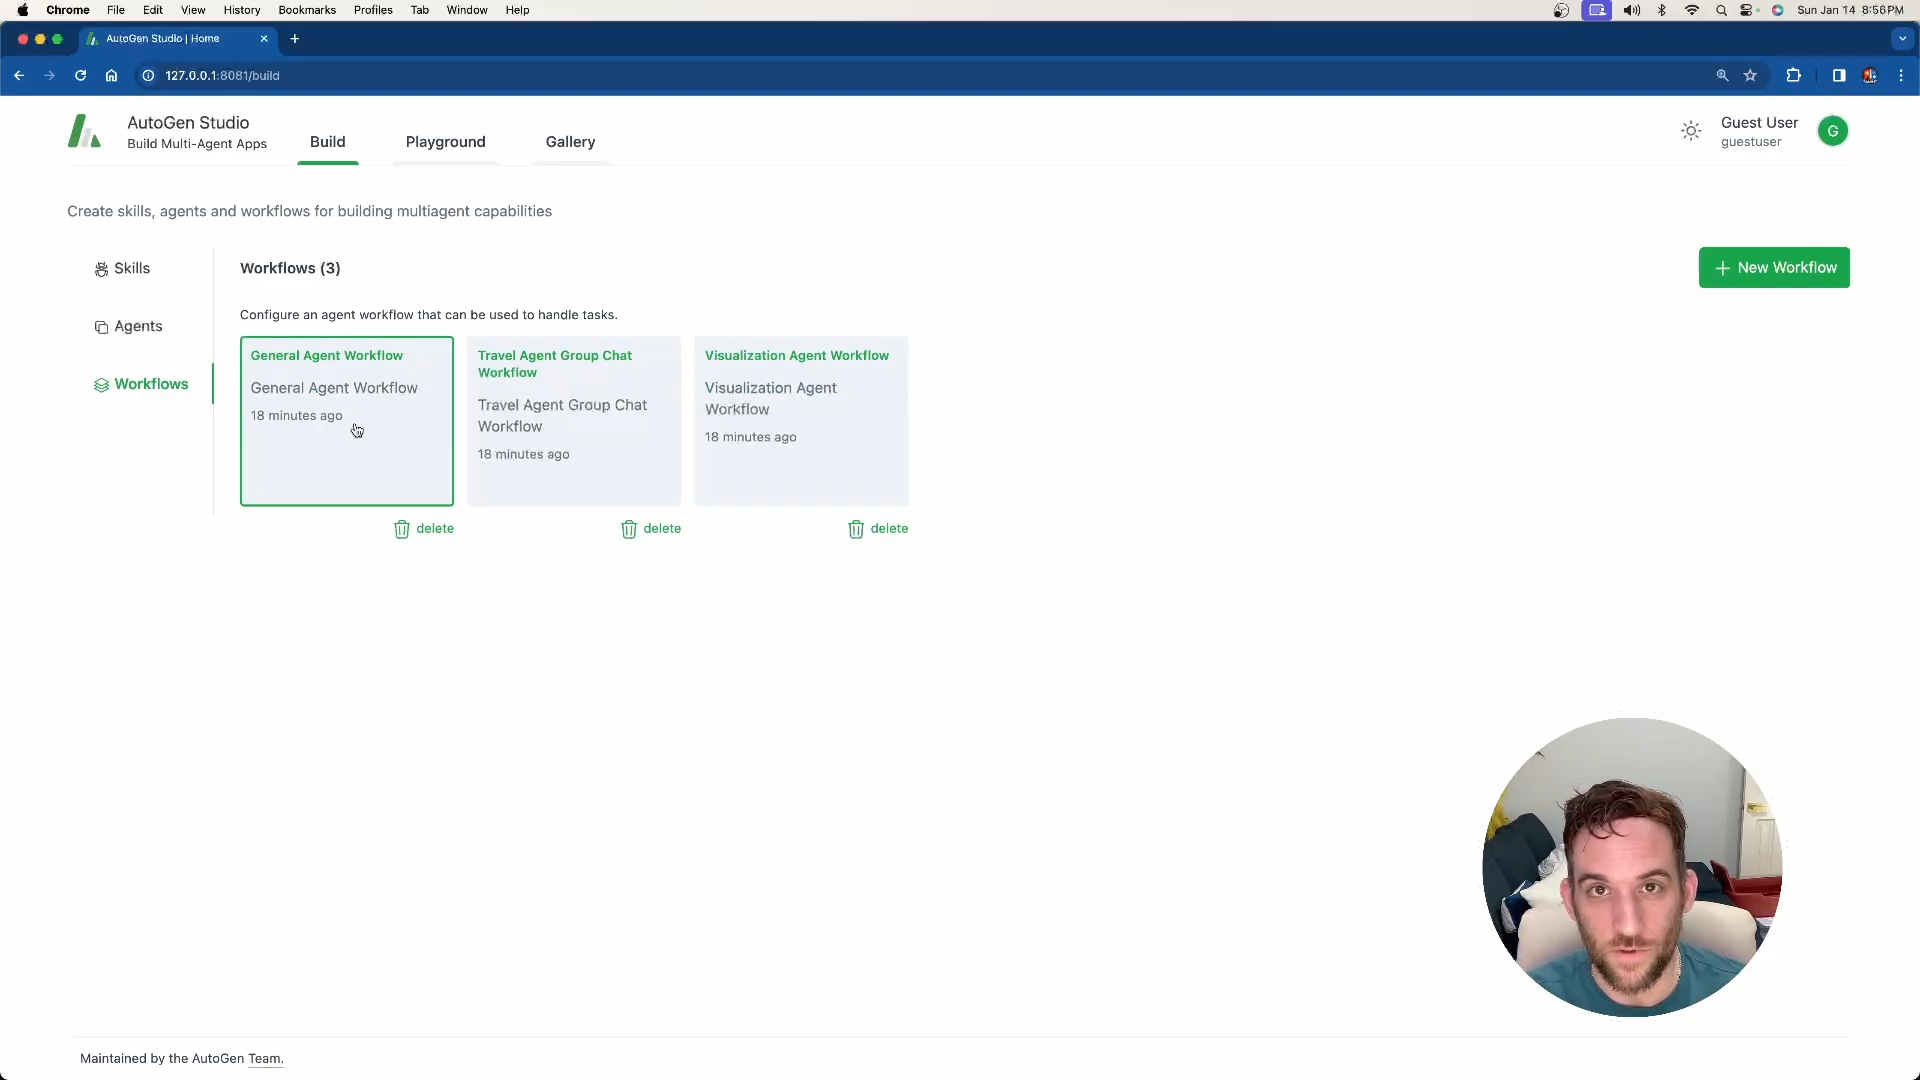 Chrome File Edit View History Bookmarks Profiles Tab Window Help
Sun Jan 14 8:56 PM
AutoGen Studio | Home
127.0.0.1:8081/build
AutoGen Studio
Build Multi-Agent Apps
Build
Playground
Gallery
Guest User
guestuser
G
Create skills, agents and workflows for building multiagent capabilities
Skills
Agents
Workflows
Workflows (3)
New Workflow
Configure an agent workflow that can be used to handle tasks.
General Agent Workflow
General Agent Workflow
18 minutes ago
delete
Travel Agent Group Chat
Workflow
Travel Agent Group Chat
Workflow
18 minutes ago
delete
Visualization Agent Workflow
Visualization Agent
Workflow
18 minutes ago
delete
Maintained by the AutoGen Team.